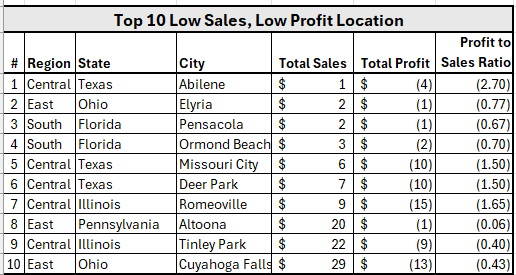 Top 10 Low Sales, Low Profit Location
# Region State City Total Sales Total Profit Profit to Sales Ratio
1 Central Texas Abilene $ 1 $ (4) (2.70)
2 East Ohio Elyria $ 2 $ (1) (0.77)
3 South Florida Pensacola $ 2 $ (1) (0.67)
4 South Florida Ormond Beach $ 3 $ (2) (0.70)
5 Central Texas Missouri City $ 6 $ (10) (1.50)
6 Central Texas Deer Park $ 7 $ (10) (1.50)
7 Central Illinois Romeoville $ 9 $ (15) (1.65)
8 East Pennsylvania Altoona $ 20 $ (1) (0.06)
9 Central Illinois Tinley Park $ 22 $ (9) (0.40)
10 East Ohio Cuyahoga Falls $ 29 $ (13) (0.43)